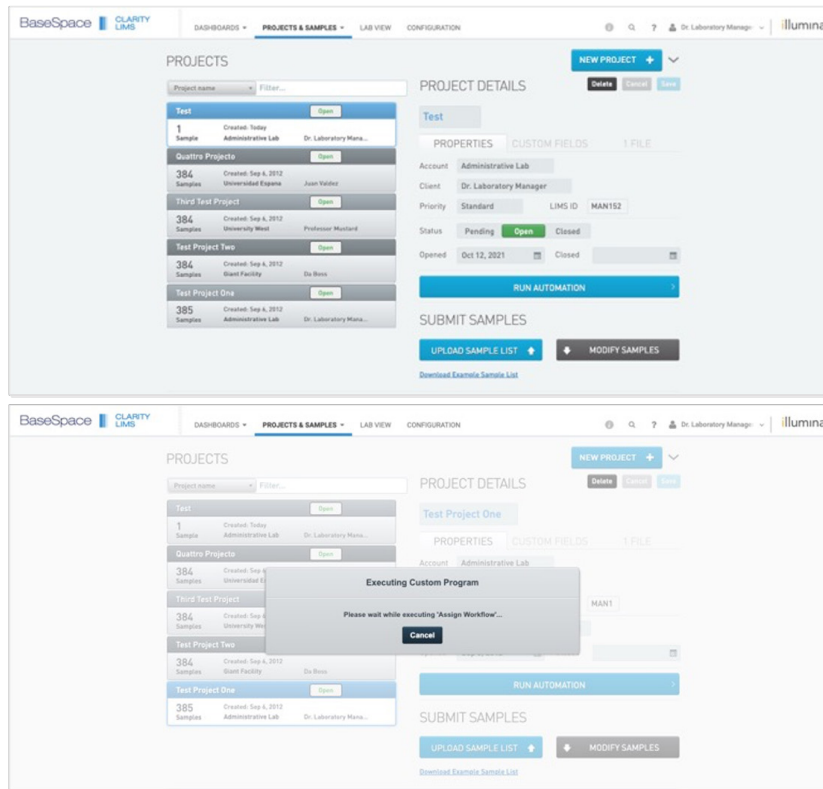 BaseSpace CLARITY LIMS DASHBOARDS PROJECTS & SAMPLES LAB VIEW CONFIGURATION ? Dr. Laboratory Manager illumina
PROJECTS
NEW PROJECT +
Project name Filter...
PROJECT DETAILS
Delete Cancel Save
Test Open
Test
1 Created: Today
Sample Administrative Lab Dr. Laboratory Mana...
PROPERTIES CUSTOM FIELDS 1 FILE
Quattro Projecto Open
Account Administrative Lab
384 Created: Sep 6, 2012
Samples Universidad Espana Juan Valdez
Client Dr. Laboratory Manager
Third Test Project Open
Priority Standard LIMS ID MAN152
384 Created: Sep 6, 2012
Samples University West Professor Mustard
Status Pending Open Closed
Test Project Two Open
Opened Oct 12, 2021 Closed
384 Created: Sep 6, 2012
Samples Giant Facility Da Boss
Test Project One Open
RUN AUTOMATION
385 Created: Sep 6, 2012
Samples Administrative Lab Dr. Laboratory Mana...
SUBMIT SAMPLES
UPLOAD SAMPLE LIST MODIFY SAMPLES
Download Example Sample List
BaseSpace CLARITY LIMS DASHBOARDS PROJECTS & SAMPLES LAB VIEW CONFIGURATION ? Dr. Laboratory Manager illumina
PROJECTS
NEW PROJECT +
Project name Filter...
PROJECT DETAILS
Delete Cancel Save
Test Open
Test Project One
1 Created: Today
Sample Administrative Lab Dr. Laboratory Mana...
PROPERTIES CUSTOM FIELDS 1 FILE
Quattro Projecto Open
Account Administrative Lab
384 Created: Sep
Samples Universidad
Executing Custom Program
Third Test Project
MAN1
384 Created: Sep
Samples University
Please wait while executing 'Assign Workflow'...
Cancel
Test Project Two
384 Created: Sep 6, 2012
Samples Giant Facility Da Boss
Test Project One Open
RUN AUTOMATION
385 Created: Sep 6, 2012
Samples Administrative Lab Dr. Laboratory Mana...
SUBMIT SAMPLES
UPLOAD SAMPLE LIST MODIFY SAMPLES
Download Example Sample List